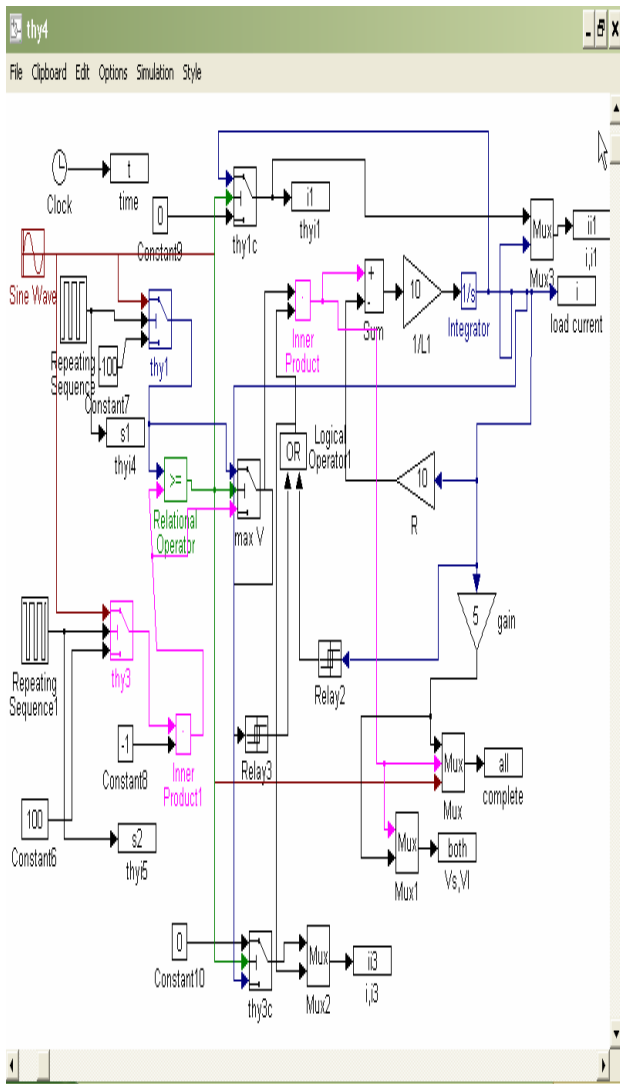 thy4
File Clipboard Edit Options Simulation Style
Clock
t
time
0
Constant9
thy1c
i1
thyi1
Mux
Mux3
ii1
i,i1
Sine Wave
Repeating
Sequence
-100
Constant7
thy1
s1
thyi4
Inner
Product
+
-
Sum
10
1/L1
1/s
Integrator
i
load current
>=
Relational
Operator
max V
OR
Logical
Operator1
10
R
5
gain
Repeating
Sequence1
thy3
-1
Constant8
Inner
Product1
Relay3
Relay2
Mux
Mux
all
complete
100
Constant6
s2
thyi5
Mux
Mux1
both
Vs,Vl
0
Constant10
thy3c
Mux
Mux2
ii3
i,i3